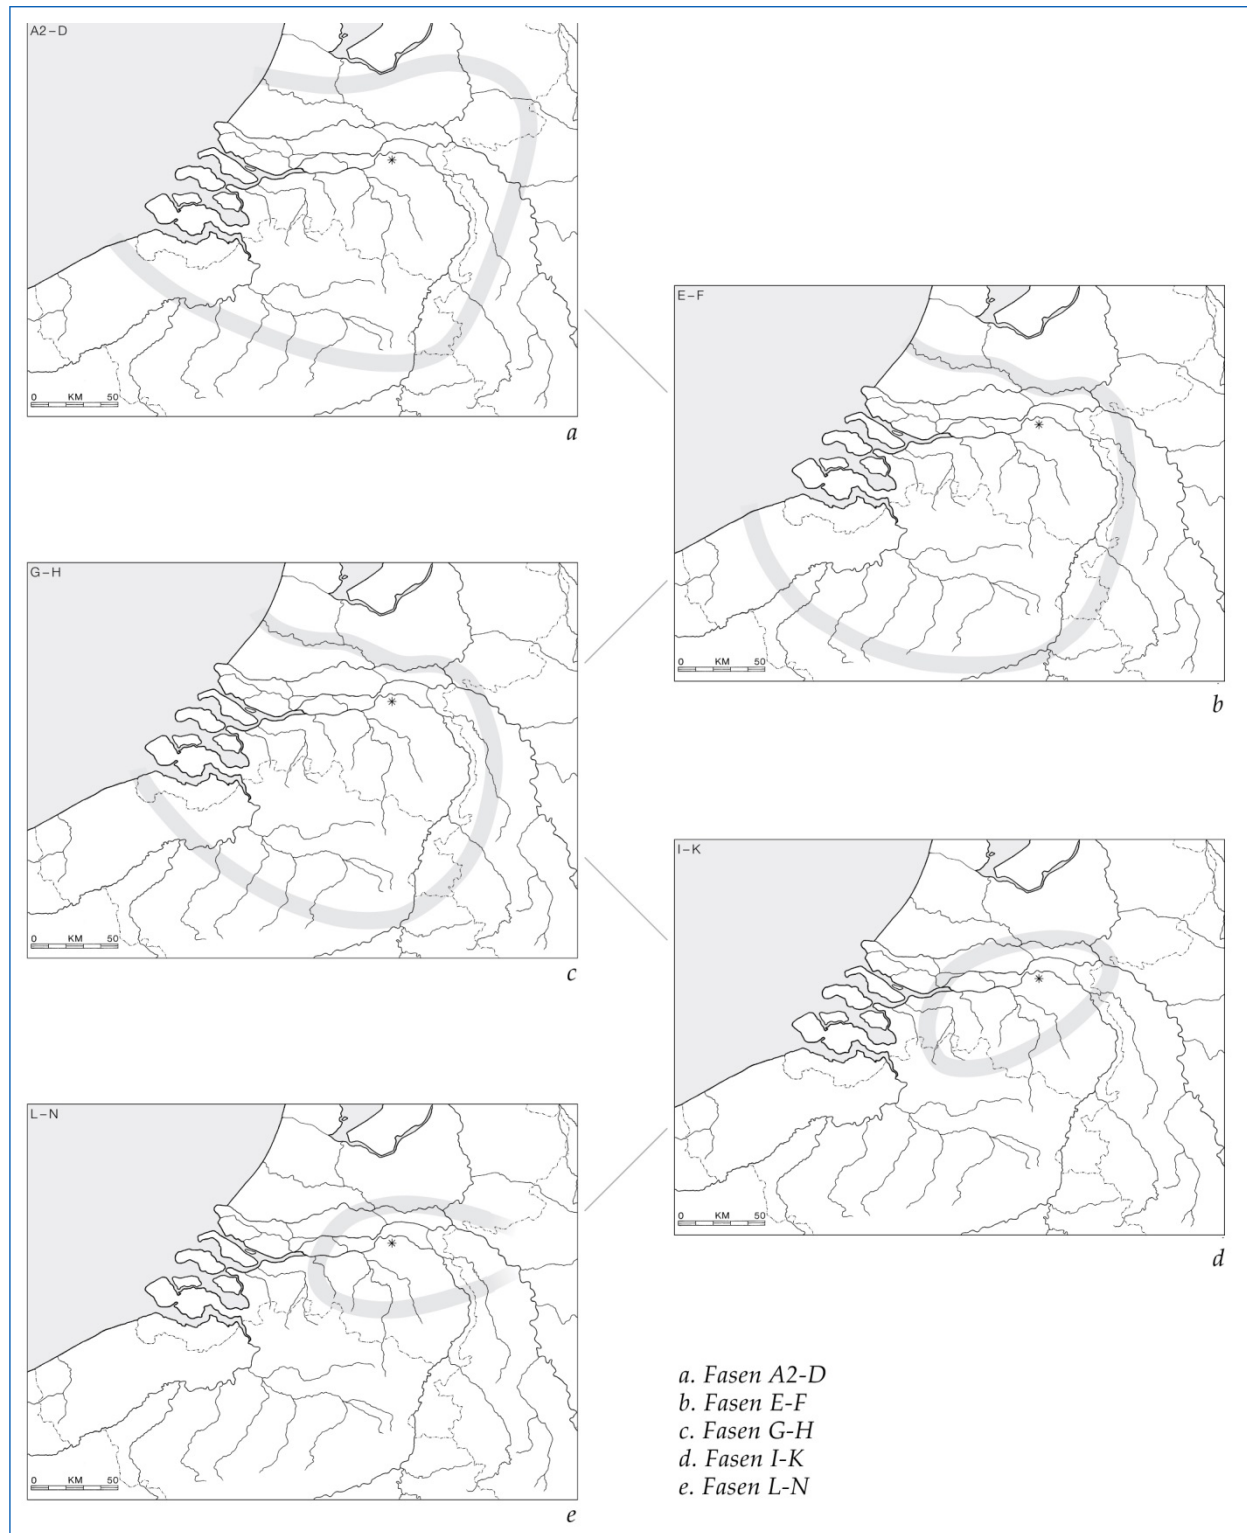 A2–D
0 KM 50
a
E–F
0 KM 50
b
G–H
0 KM 50
c
I–K
0 KM 50
d
L–N
0 KM 50
e
a. Fasen A2-D
b. Fasen E-F
c. Fasen G-H
d. Fasen I-K
e. Fasen L-N